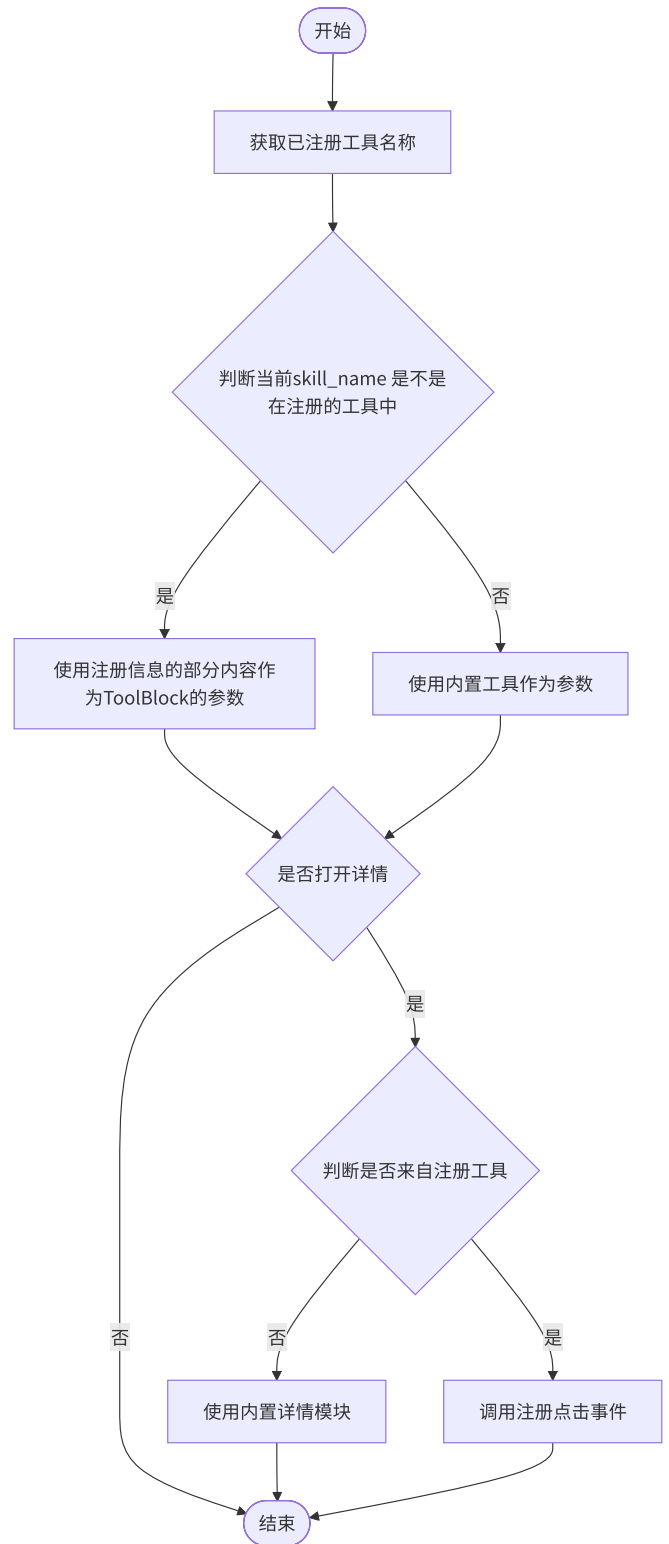 开始
获取已注册工具名称
判断当前skill_name 是不是
在注册的工具中
是
否
使用注册信息的部分内容作
为ToolBlock的参数
使用内置工具作为参数
是否打开详情
是
判断是否来自注册工具
否
否
是
使用内置详情模块
调用注册点击事件
结束